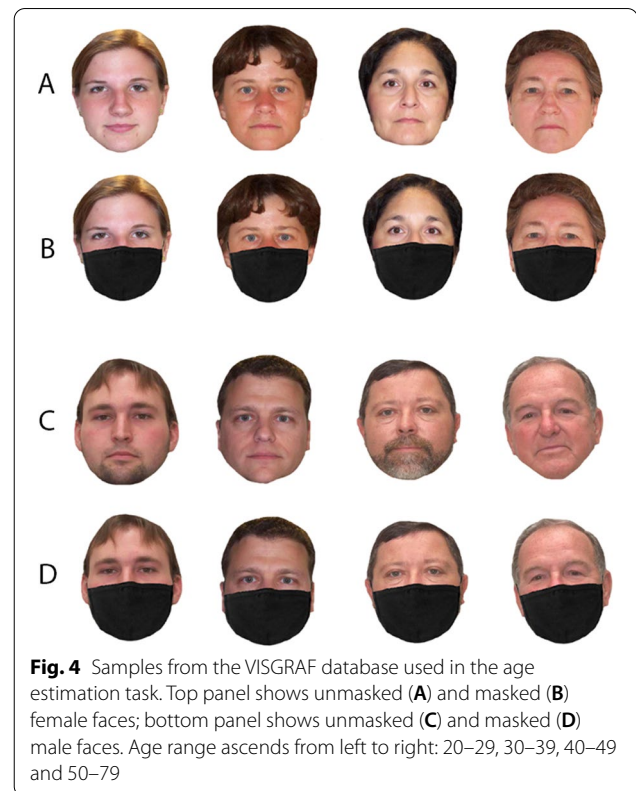 A
B
C
D
Fig. 4 Samples from the VISGRAF database used in the age
estimation task. Top panel shows unmasked (A) and masked (B)
female faces; bottom panel shows unmasked (C) and masked (D)
male faces. Age range ascends from left to right: 20–29, 30–39, 40–49
and 50–79